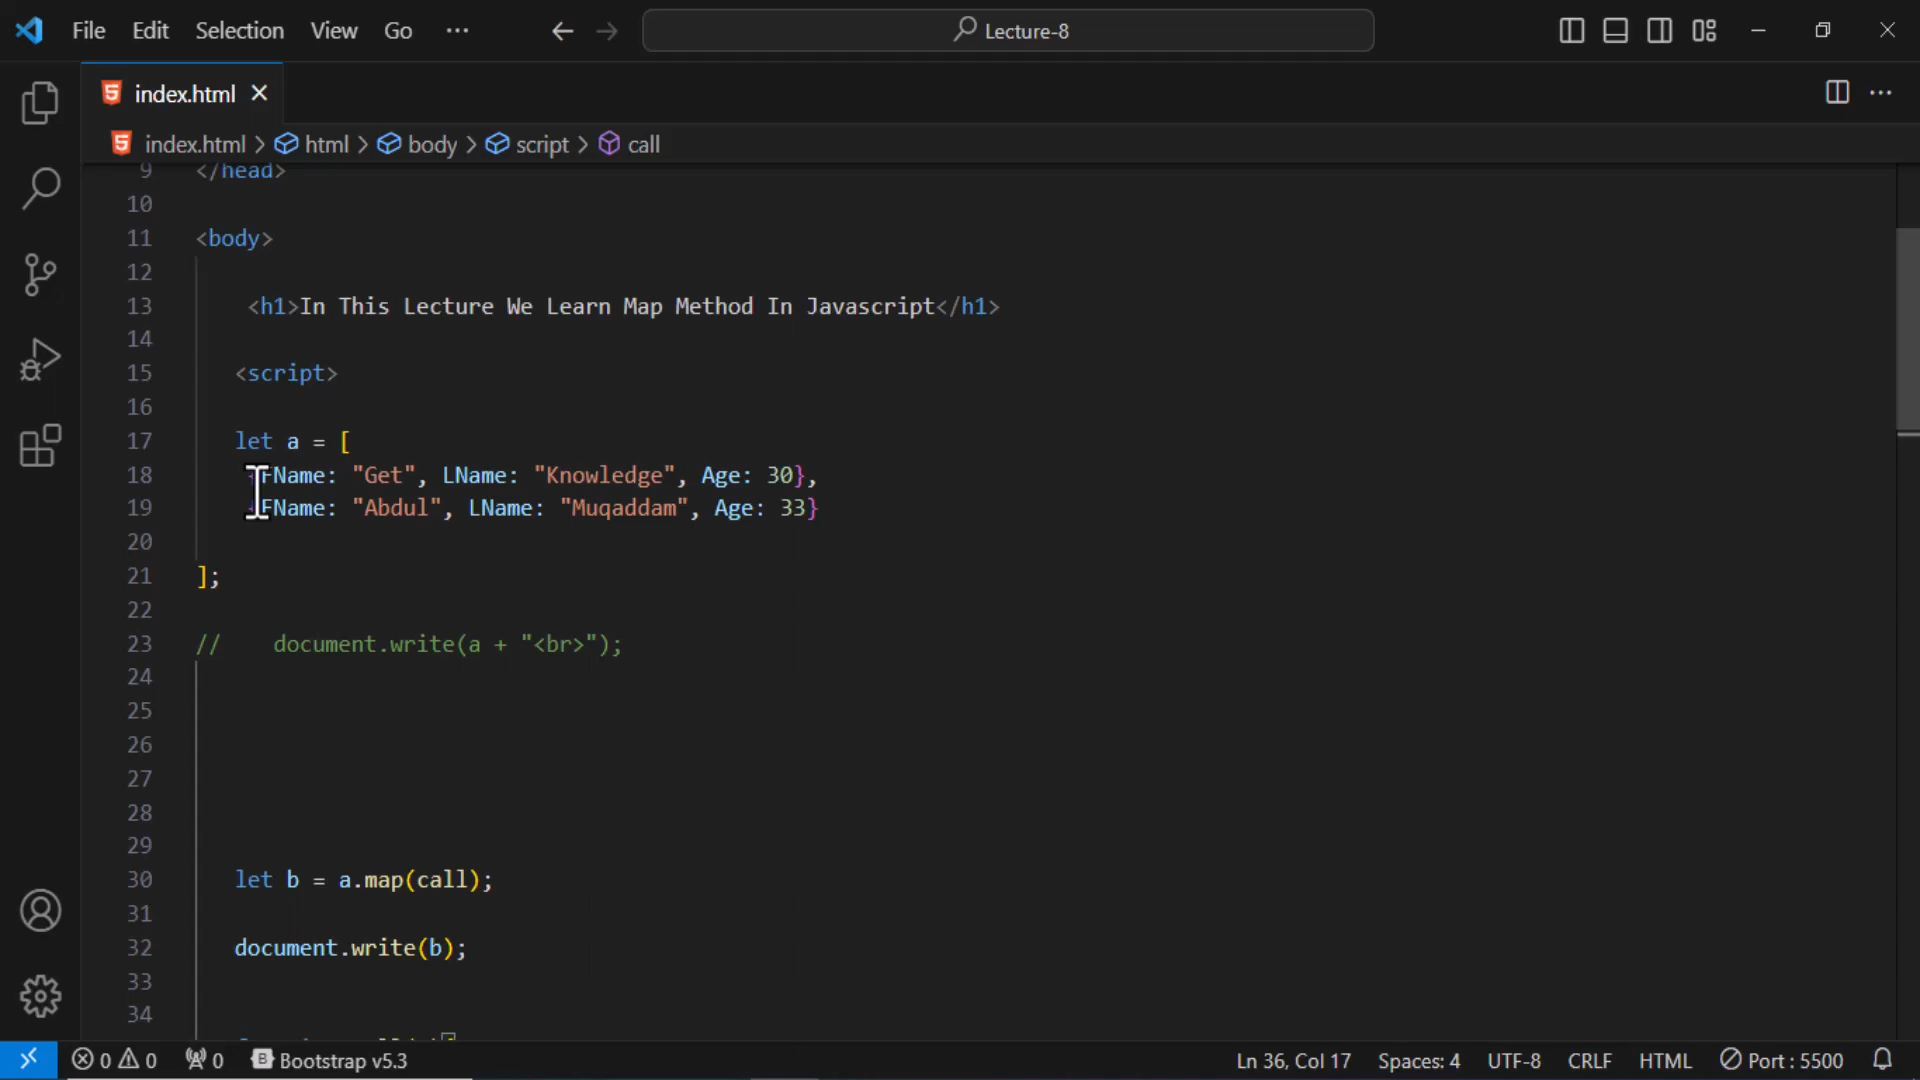 File Edit Selection View Go ··· Lecture-8
index.html
index.html > html > body > script > call
9 </head>
10
11 <body>
12
13 <h1>In This Lecture We Learn Map Method In Javascript</h1>
14
15 <script>
16
17 let a = [
18 {FName: "Get", LName: "Knowledge", Age: 30},
19 {FName: "Abdul", LName: "Muqaddam", Age: 33}
20
21 ];
22
23 // document.write(a + "<br>");
24
25
26
27
28
29
30 let b = a.map(call);
31
32 document.write(b);
33
34
0 0 0 Bootstrap v5.3 Ln 36, Col 17 Spaces: 4 UTF-8 CRLF HTML Port : 5500